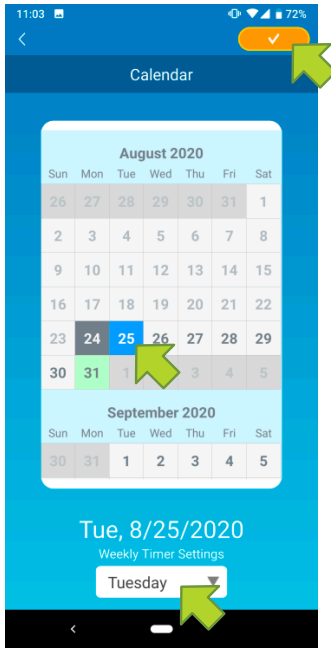 11:03 72%
Calendar
August 2020
Sun Mon Tue Wed Thu Fri Sat
26 27 28 29 30 31 1
2 3 4 5 6 7 8
9 10 11 12 13 14 15
16 17 18 19 20 21 22
23 24 25 26 27 28 29
30 31 1 3 4 5
September 2020
Sun Mon Tue Wed Thu Fri Sat
30 31 1 2 3 4 5
Tue, 8/25/2020
Weekly Timer Settings
Tuesday